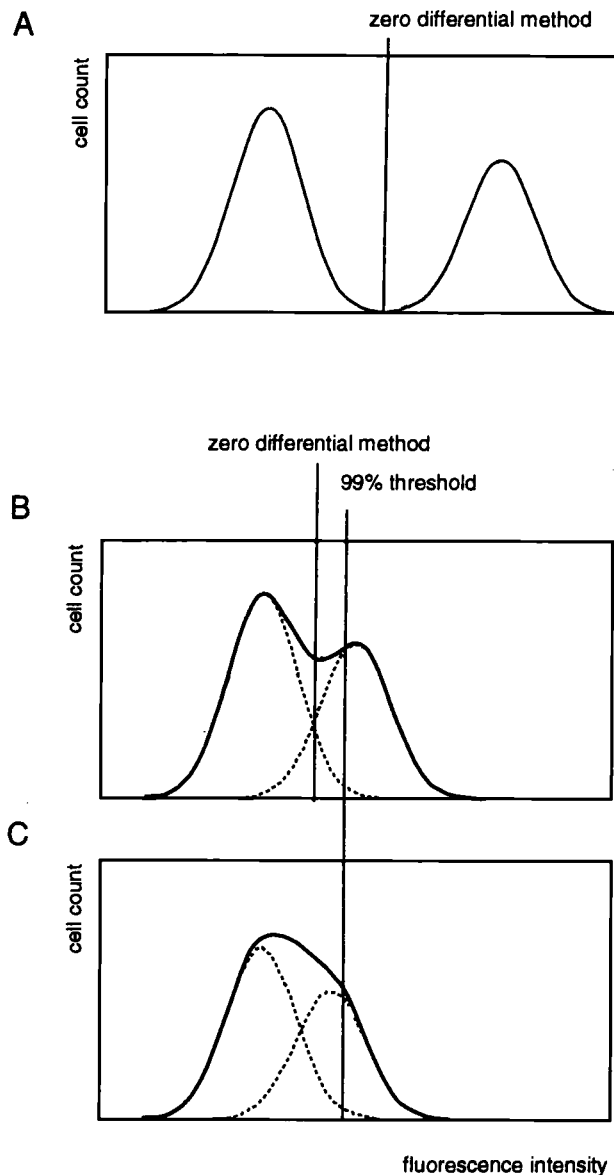 A
zero differential method
cell count
zero differential method
99% threshold
B
cell count
C
cell count
fluorescence intensity